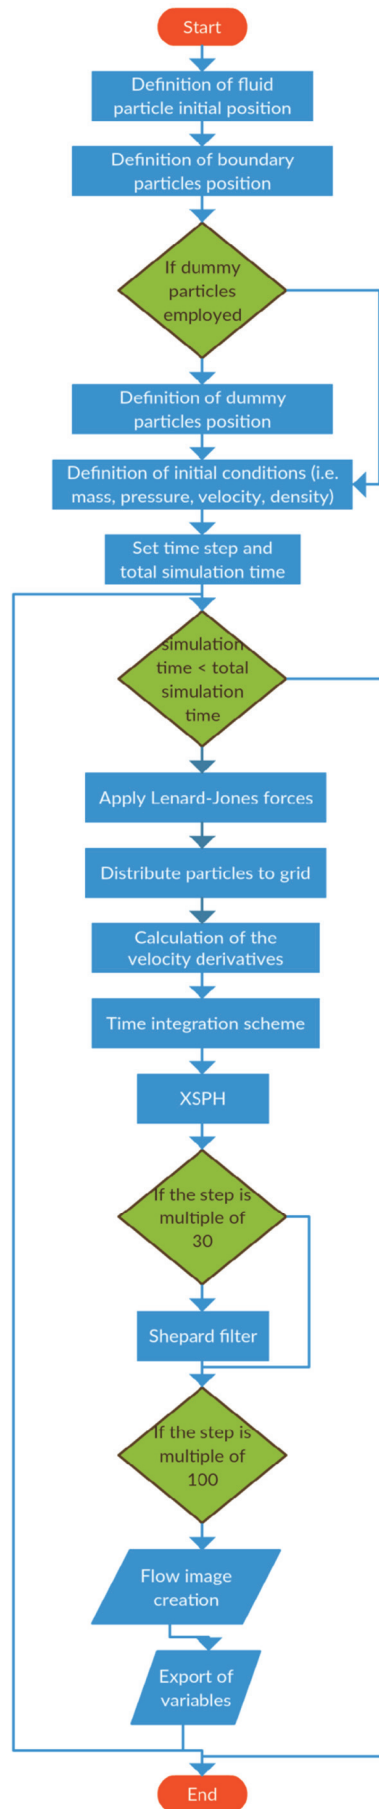 Start
Definition of fluid
particle initial position
Definition of boundary
particles position
If dummy
particles
employed
Definition of dummy
particles position
Definition of initial conditions (i.e.
mass, pressure, velocity, density)
Set time step and
total simulation time
simulation
time < total
simulation
time
Apply Lenard-Jones forces
Distribute particles to grid
Calculation of the
velocity derivatives
Time integration scheme
XSPH
If the step is
multiple of
30
Shepard filter
If the step is
multiple of
100
Flow image
creation
Export of
variables
End